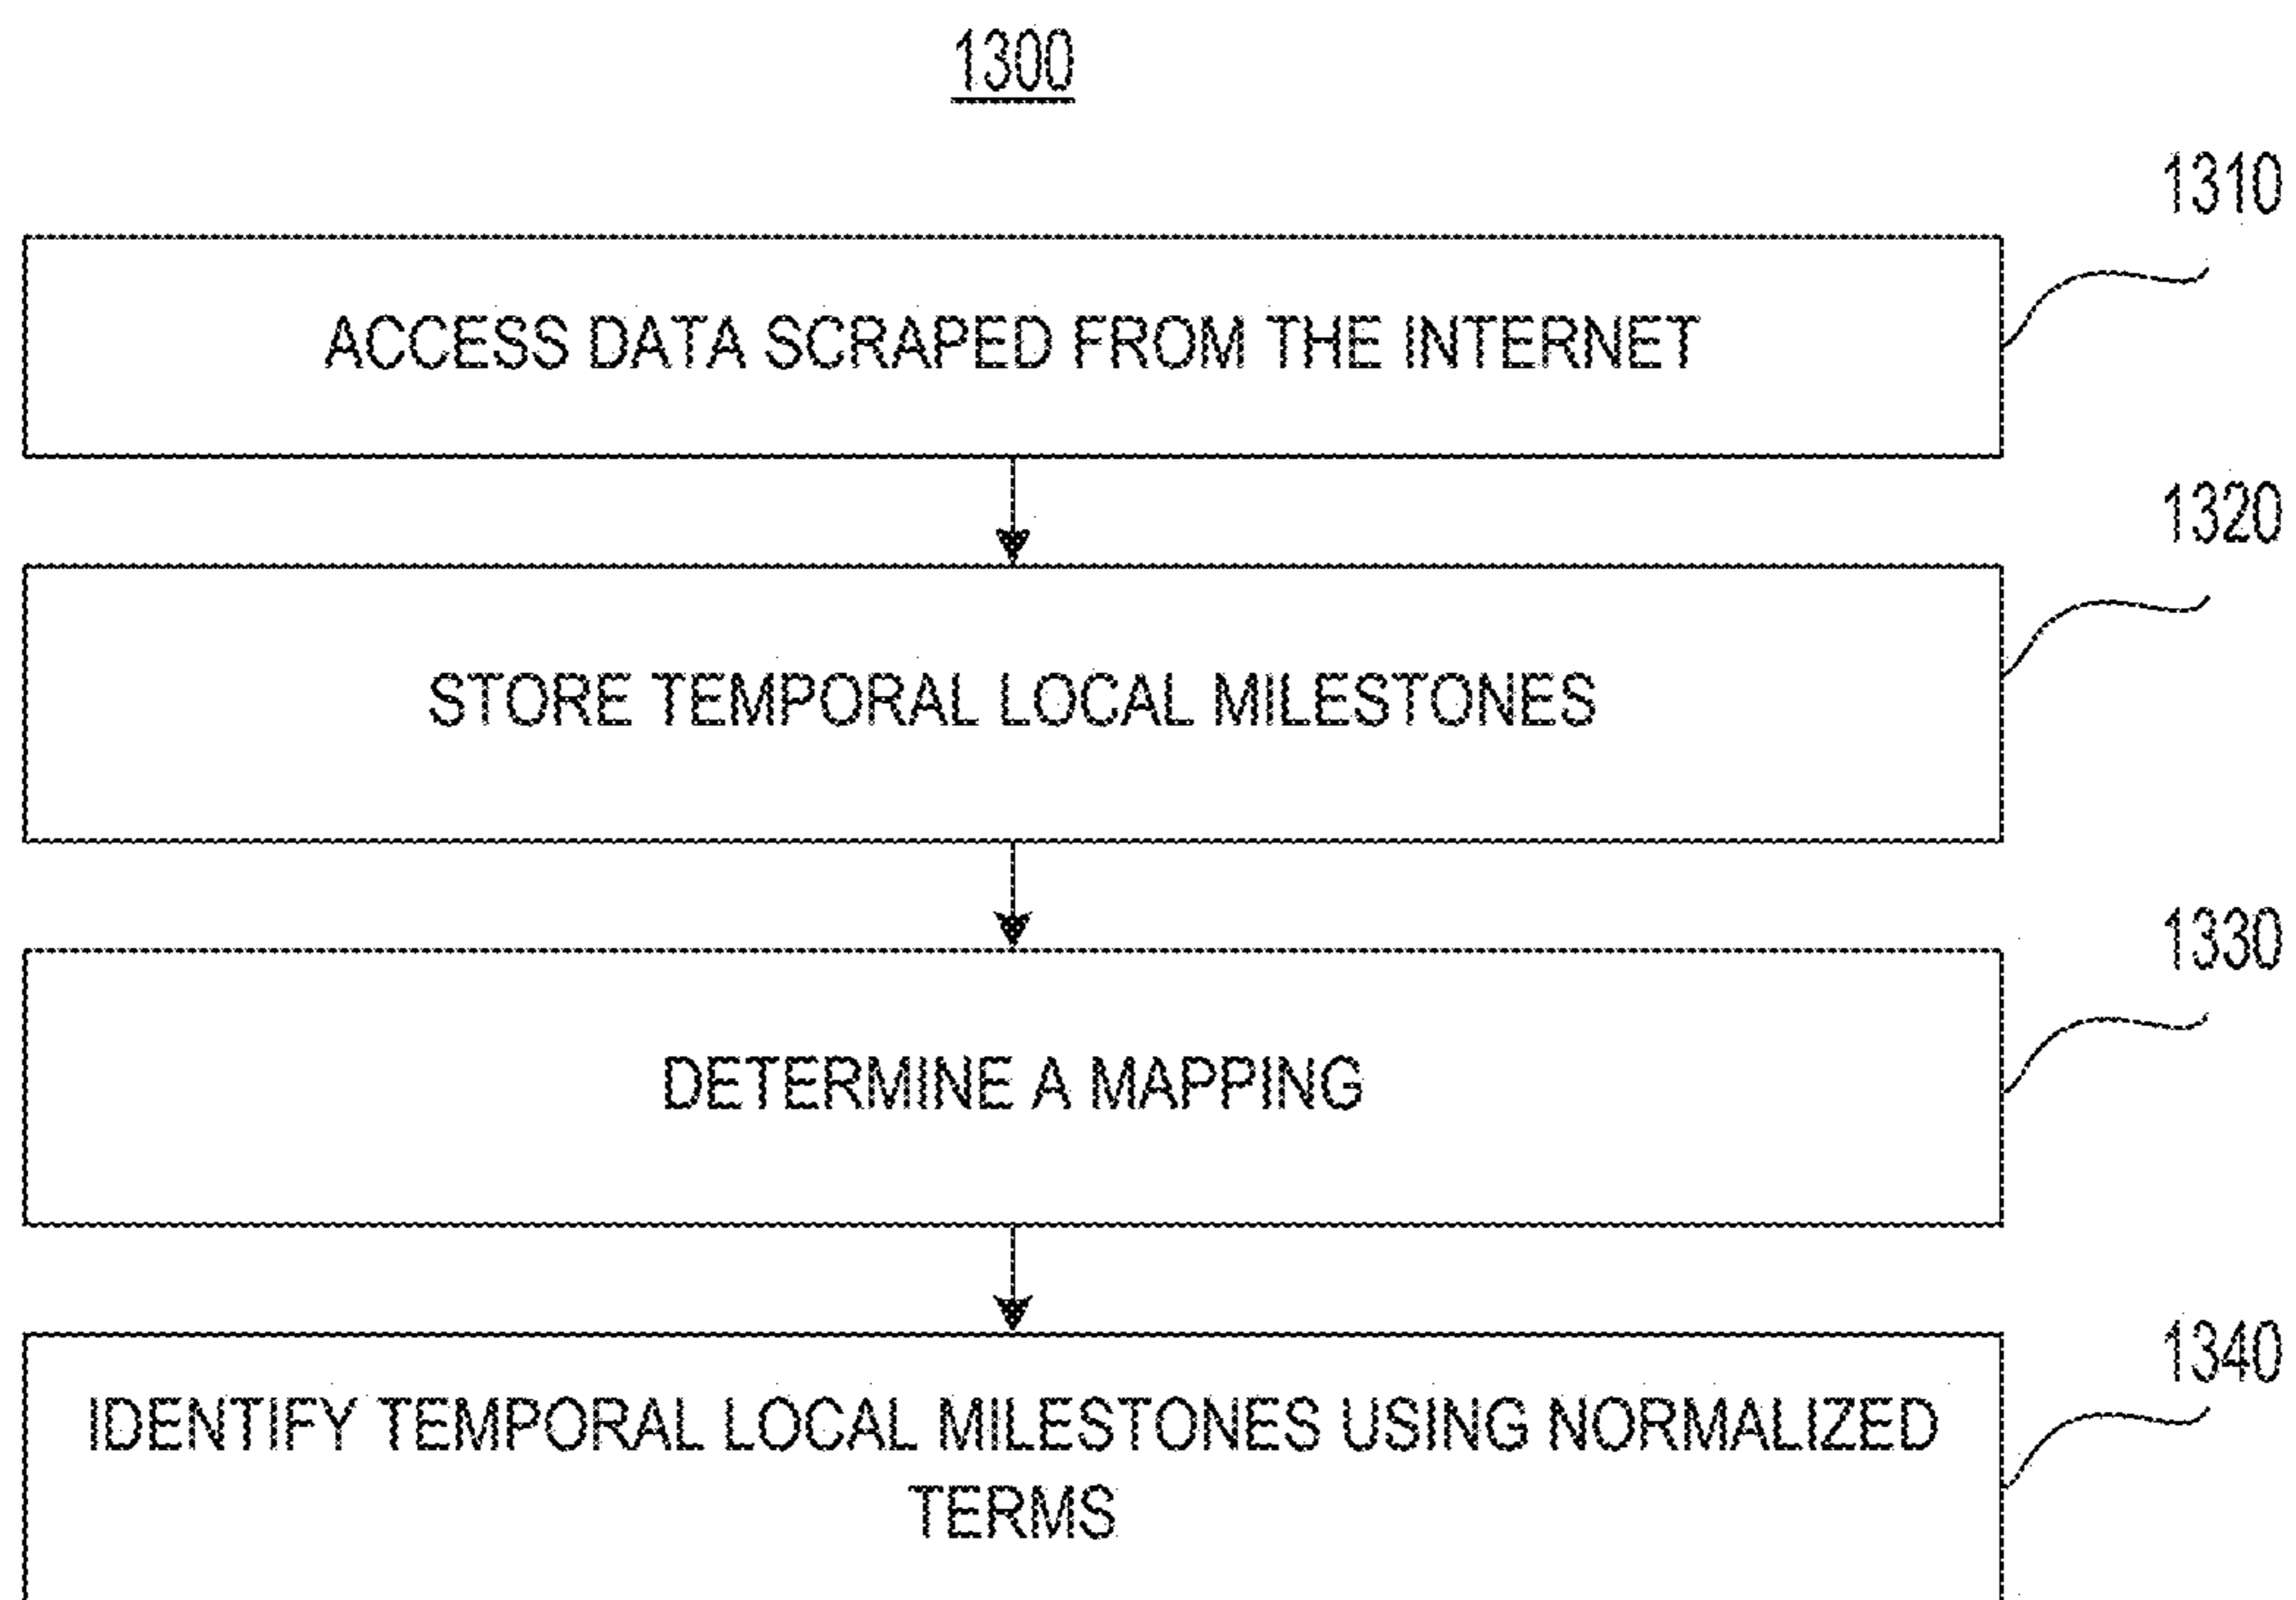 1300
1310
ACCESS DATA SCRAPED FROM THE INTERNET
1320
STORE TEMPORAL LOCAL MILESTONES
1330
DETERMINE A MAPPING
1340
IDENTIFY TEMPORAL LOCAL MILESTONES USING NORMALIZED
TERMS